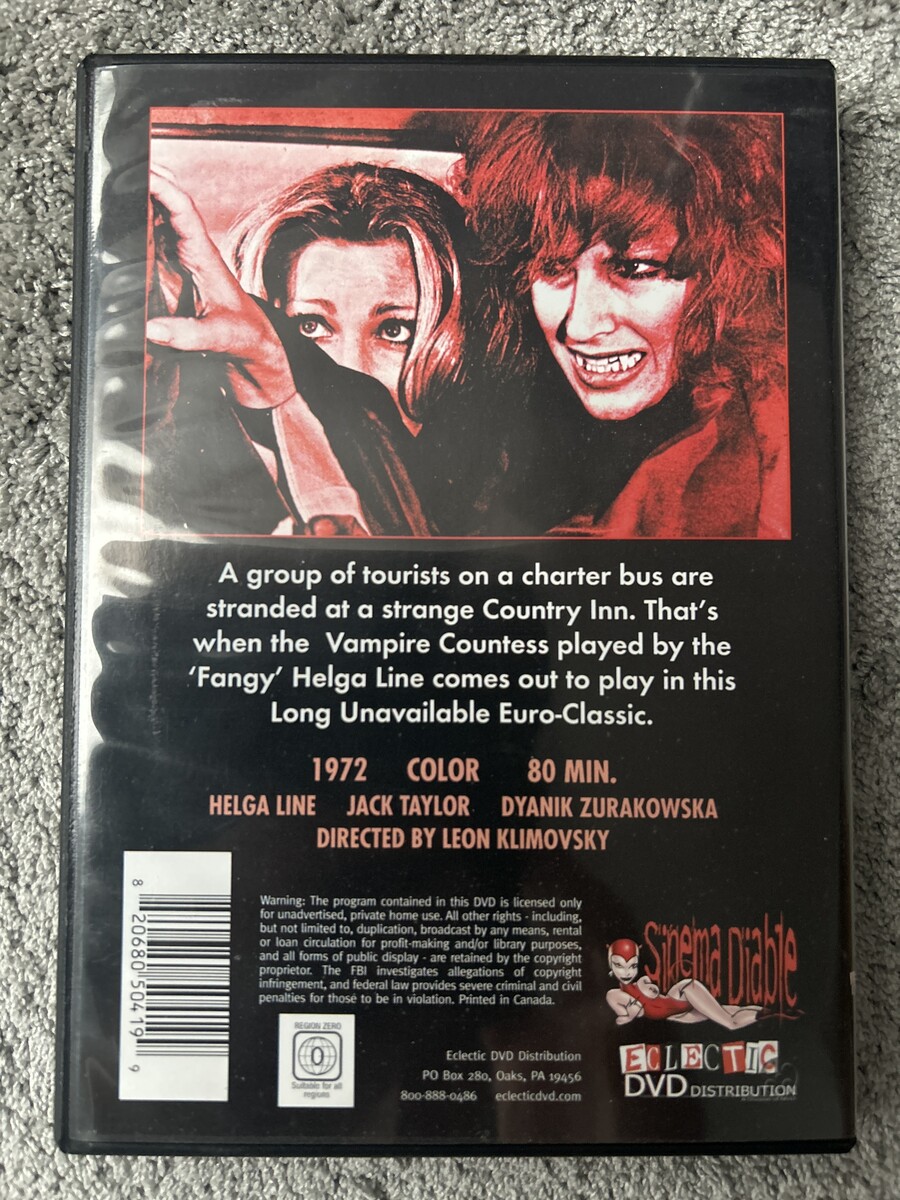 A group of tourists on a charter bus are
stranded at a strange Country Inn. That's
when the Vampire Countess played by the
'Fangy' Helga Line comes out to play in this
Long Unavailable Euro-Classic.
1972 COLOR 80 MIN.
HELGA LINE JACK TAYLOR DYANIK ZURAKOWSKA
DIRECTED BY LEON KLIMOVSKY
8 20680 50419 9
Warning: The program contained in this DVD is licensed only
for unadvertised, private home use. All other rights - including,
but not limited to, duplication, broadcast by any means, rental
or loan circulation for profit-making and/or library purposes,
and all forms of public display - are retained by the copyright
proprietor. The FBI investigates allegations of copyright
infringement, and federal law provides severe criminal and civil
penalties for those to be in violation. Printed in Canada.
REGION ZERO
0
Suitable for all
regions
Eclectic DVD Distribution
PO Box 280, Oaks, PA 19456
800-888-0486 eclecticdvd.com
Sinema Diable
ECLECTIC
DVD DISTRIBUTION